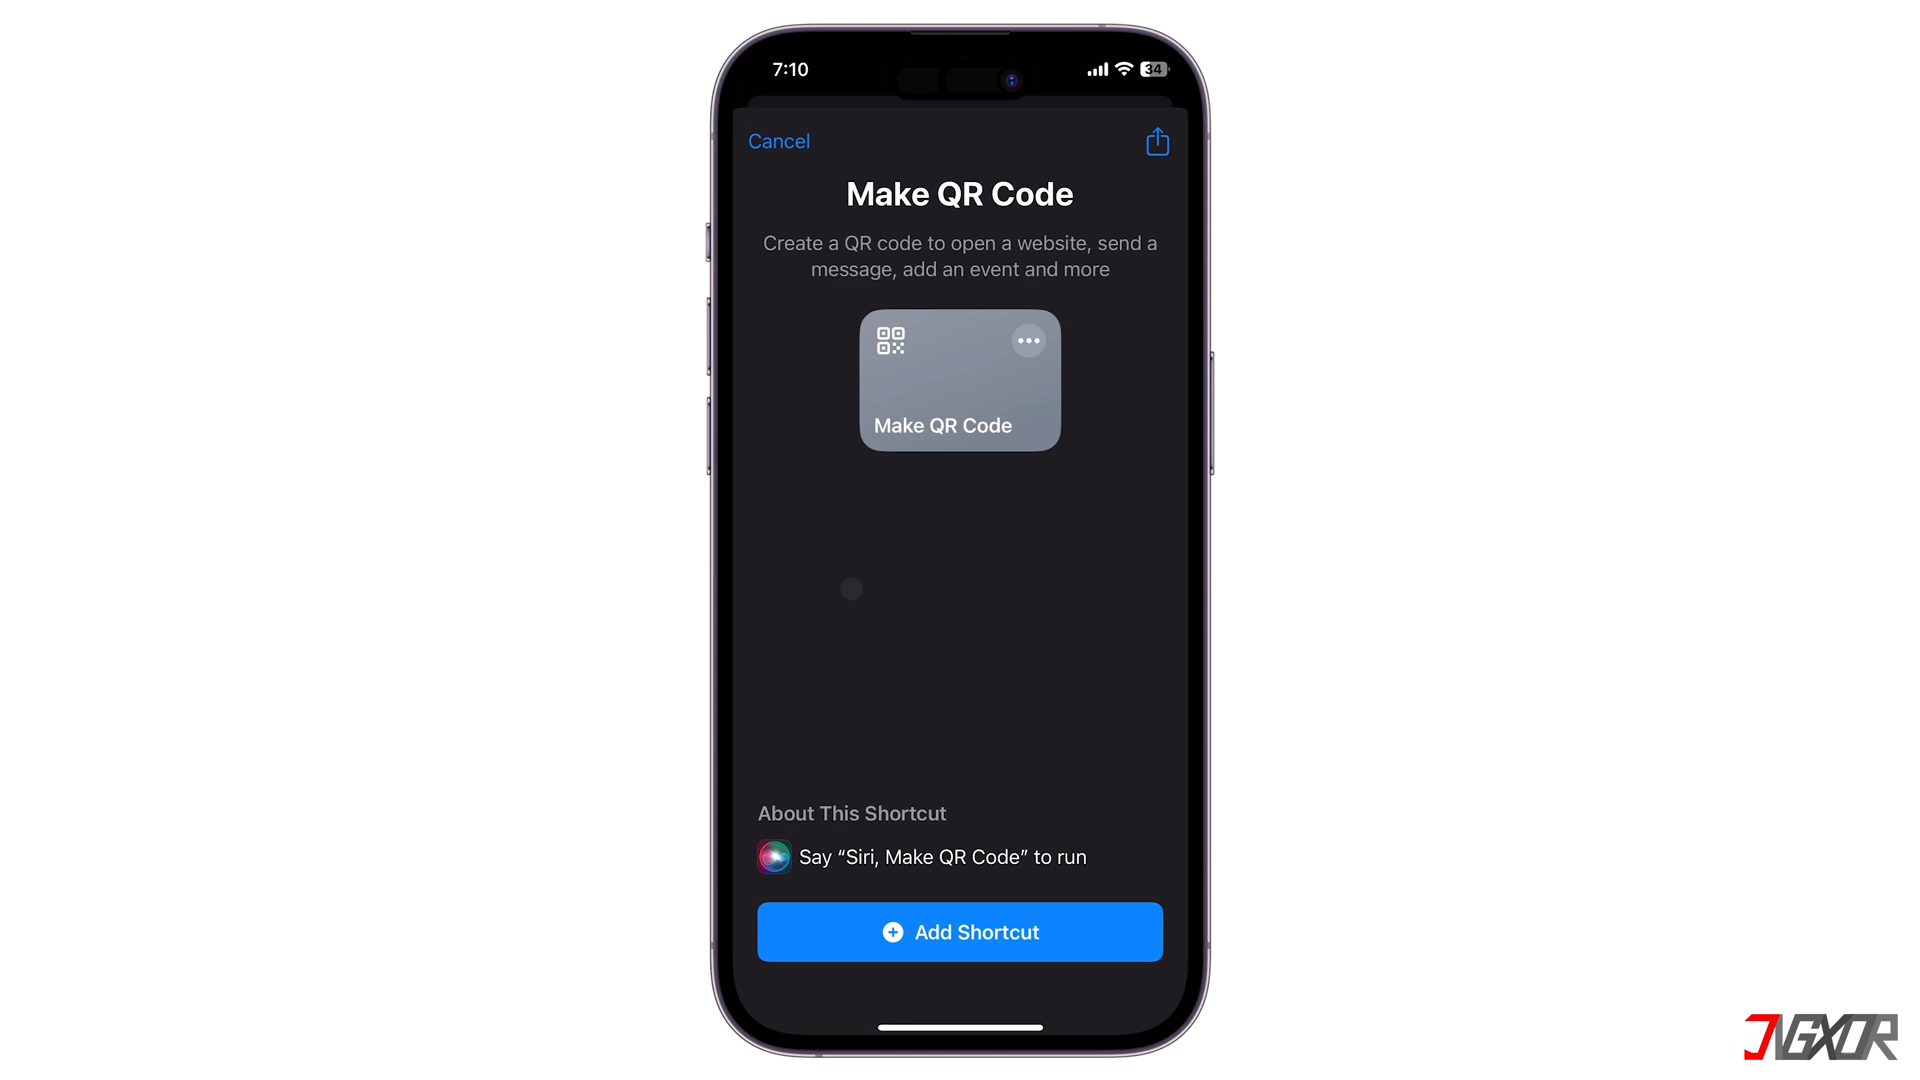 7:10
34
Cancel
Make QR Code
Create a QR code to open a website, send a
message, add an event and more
Make QR Code
About This Shortcut
Say “Siri, Make QR Code” to run
Add Shortcut
JVGXOR